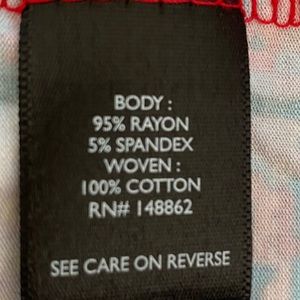 BODY :
95% RAYON
5% SPANDEX
WOVEN :
100% COTTON
RN# 148862
SEE CARE ON REVERSE